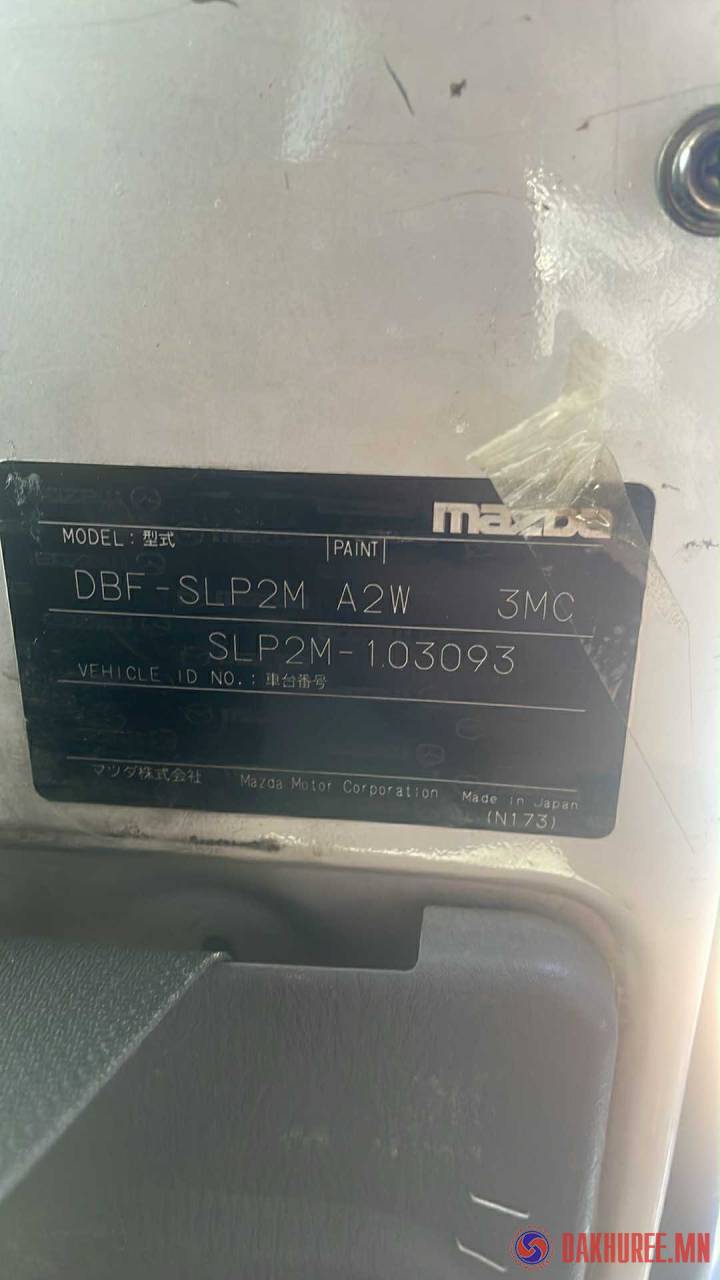 mazda
MODEL: 型式 PAINT
DBF-SLP2M A2W 3MC
SLP2M-103093
VEHICLE ID NO.: 車台番号
マツダ株式会社 Mazda Motor Corporation Made in Japan
(N173)
DAKHUREE.MN